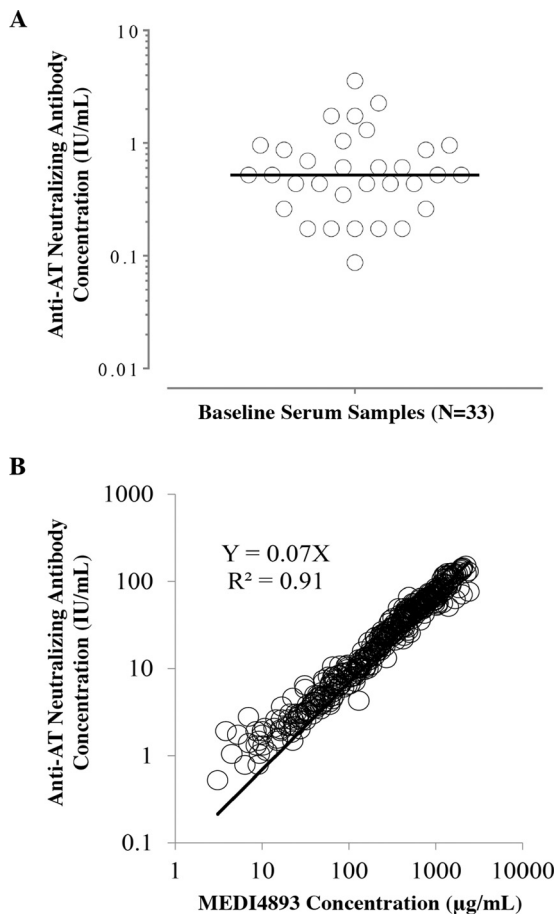 A
Anti-AT Neutralizing Antibody
Concentration (IU/mL)
10
1
0.1
0.01
Baseline Serum Samples (N=33)
B
Anti-AT Neutralizing Antibody
Concentration (IU/mL)
1000
100
10
1
0.1
Y = 0.07X
R² = 0.91
1 10 100 1000 10000
MEDI4893 Concentration (μg/mL)